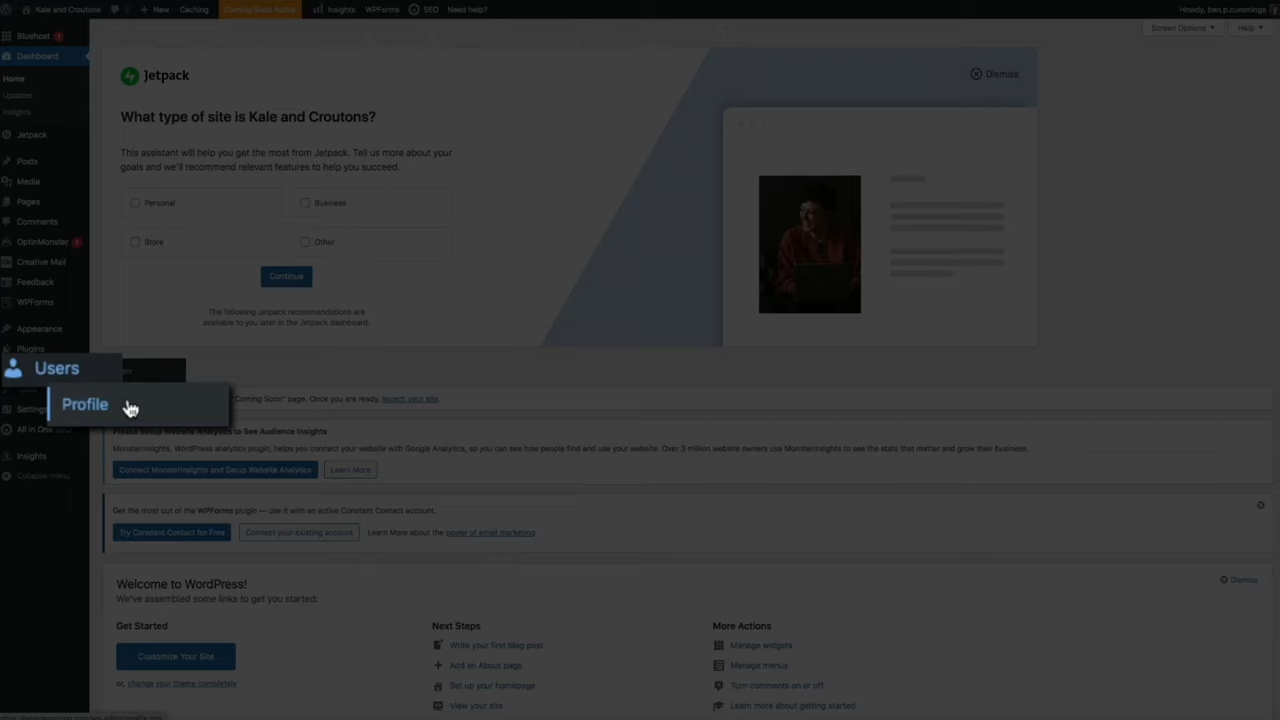 Kale and Croutons
0
New
Caching
Coming Soon Active
Insights
WPForms
SEO
Need help?
Howdy, ben.p.cummings
Bluehost
Dashboard
Home
Updates
Insights
Jetpack
Posts
Media
Pages
Comments
OptinMonster
Creative Mail
Feedback
WPForms
Appearance
Plugins
Users
Profile
Settings
All in One SEO
Insights
Collapse menu
Screen Options
Help
Jetpack
Dismiss
What type of site is Kale and Croutons?
This assistant will help you get the most from Jetpack. Tell us more about your
goals and we'll recommend relevant features to help you succeed.
Personal
Business
Store
Other
Continue
The following Jetpack recommendations are
available to you later in the Jetpack dashboard.
"Coming Soon" page. Once you are ready, launch your site.
Please Setup Website Analytics to See Audience Insights
MonsterInsights, WordPress analytics plugin, helps you connect your website with Google Analytics, so you can see how people find and use your website. Over 3 million website owners use MonsterInsights to see the stats that matter and grow their business.
Connect MonsterInsights and Setup Website Analytics
Learn More
Get the most out of the WPForms plugin — use it with an active Constant Contact account.
Try Constant Contact for Free
Connect your existing account
Learn More about the power of email marketing
Welcome to WordPress!
Dismiss
We've assembled some links to get you started:
Get Started
Customize Your Site
or, change your theme completely
Next Steps
Write your first blog post
Add an About page
Set up your homepage
View your site
More Actions
Manage widgets
Manage menus
Turn comments on or off
Learn more about getting started